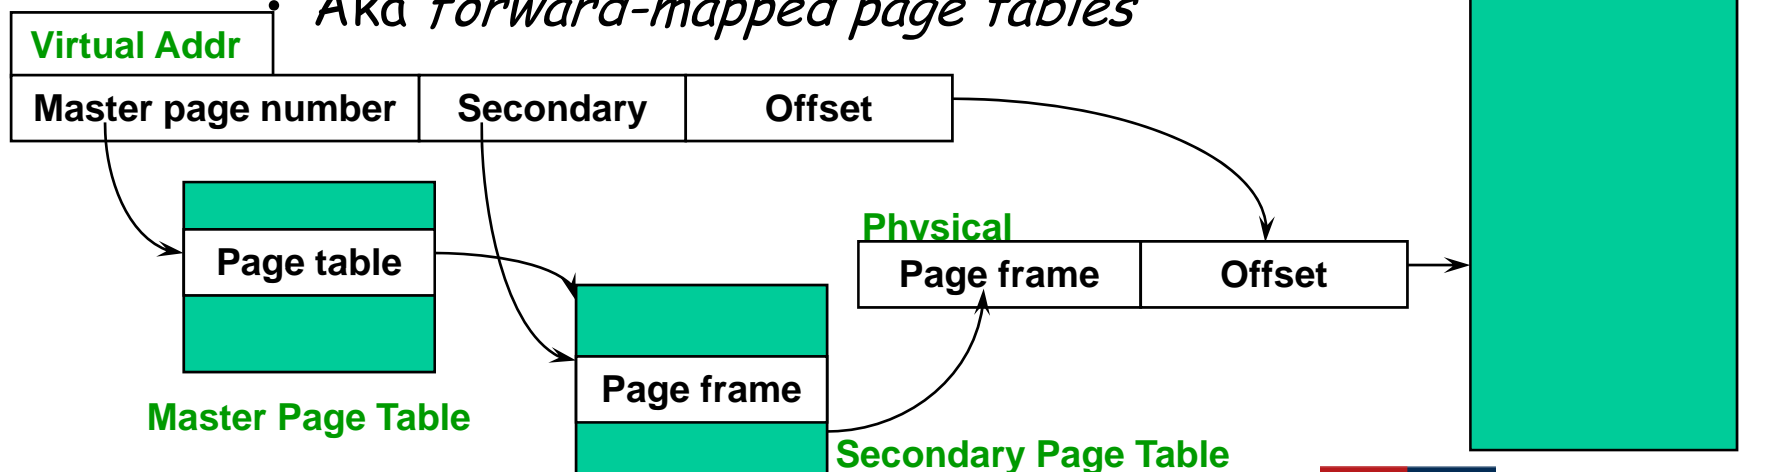 • Aka forward-mapped page tables
Virtual Addr
Master page number Secondary Offset
Physical
Page table
Page frame Offset
Page frame
Master Page Table
Secondary Page Table